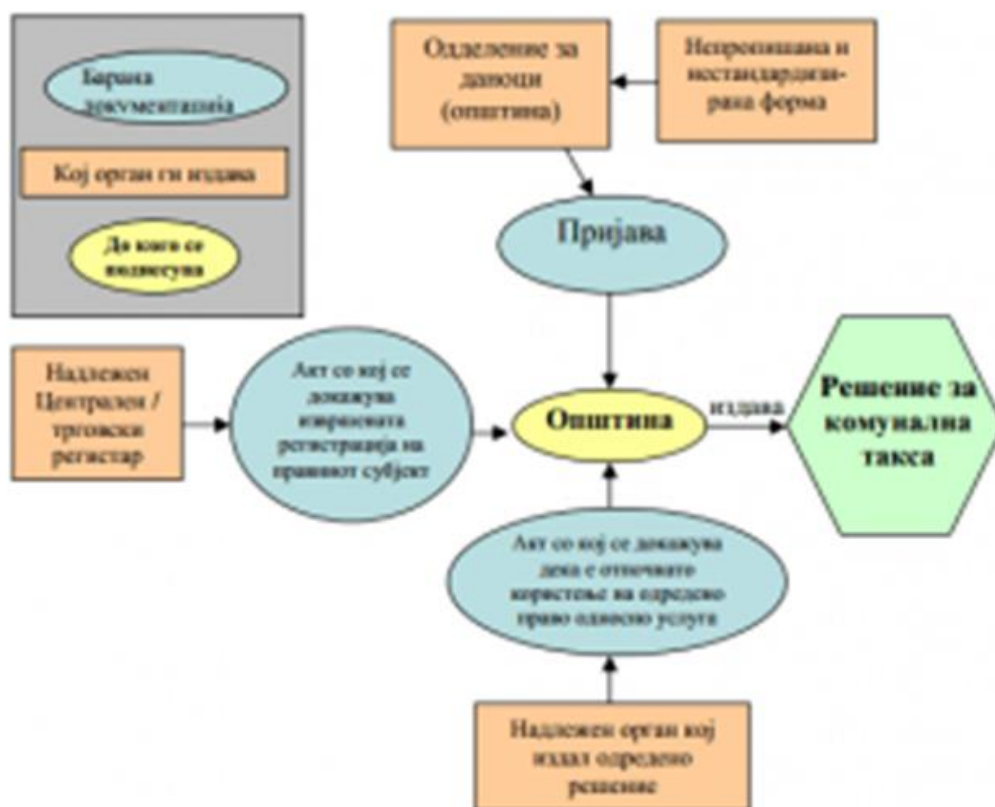 Барана
документација
Кој орган ги издава
До кого се
поднесува
Одделение за
даноци
(општина)
Непропишана и
нестандардизи-
рана форма
Пријава
Надлежен
Централен /
трговски
регистар
Акт со кој се
докажува
извршената
регистрација на
правниот субјект
Општина
издава
Решение за
комунална
такса
Акт со кој се докажува
дека е отпочнато
користење на одредено
право односно услуга
Надлежен орган кој
издал одредено
решение